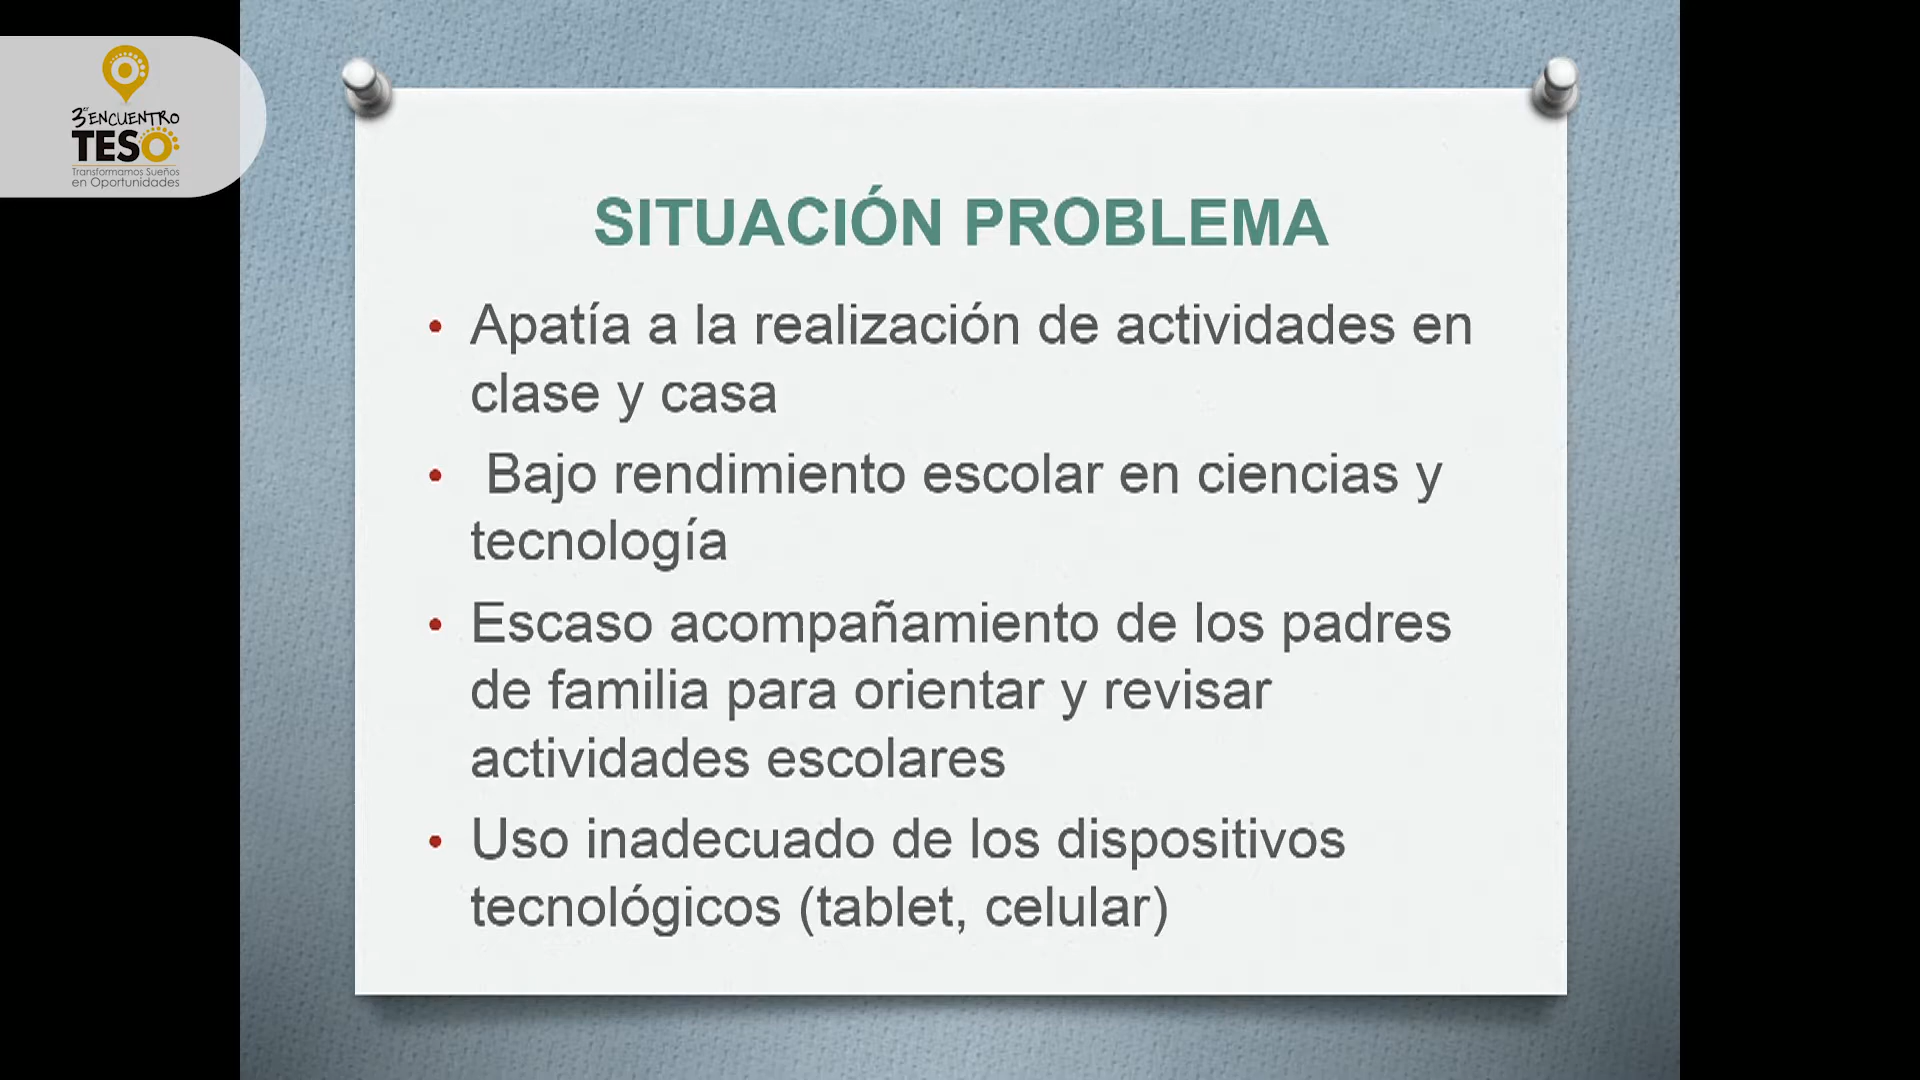 3er ENCUENTRO
TESO
Transformamos Sueños
en Oportunidades
SITUACIÓN PROBLEMA
• Apatía a la realización de actividades en
clase y casa
• Bajo rendimiento escolar en ciencias y
tecnología
• Escaso acompañamiento de los padres
de familia para orientar y revisar
actividades escolares
• Uso inadecuado de los dispositivos
tecnológicos (tablet, celular)